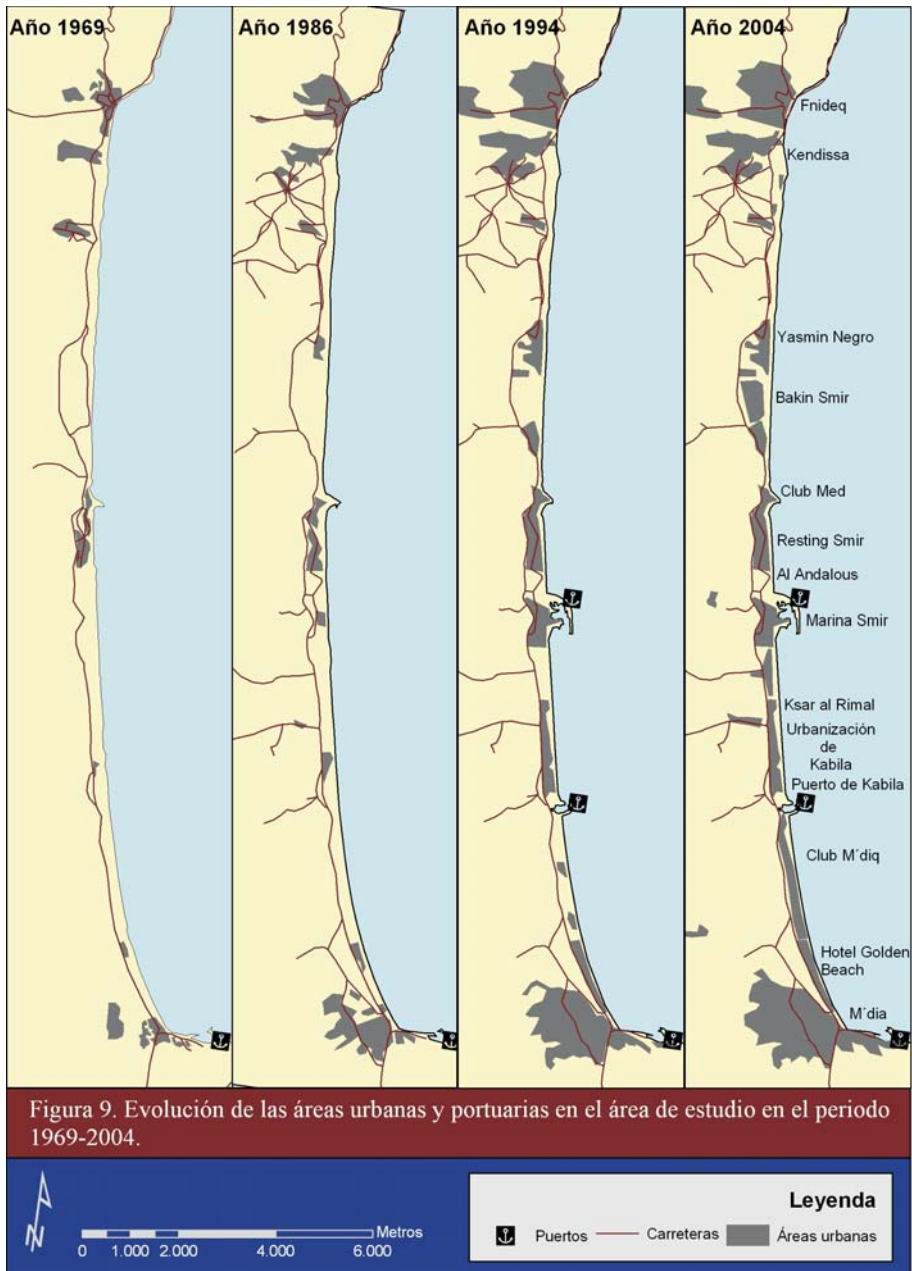 Año 1969
Año 1986
Año 1994
Año 2004
Fnideq
Kendissa
Yasmin Negro
Bakin Smir
Club Med
Resting Smir
Al Andalous
Marina Smir
Ksar al Rimal
Urbanización
de
Kabila
Puerto de Kabila
Club M´diq
Hotel Golden
Beach
M´dia
Figura 9. Evolución de las áreas urbanas y portuarias en el área de estudio en el periodo
1969-2004.
N
Metros
0 1.000 2.000 4.000 6.000
Leyenda
Puertos Carreteras Áreas urbanas